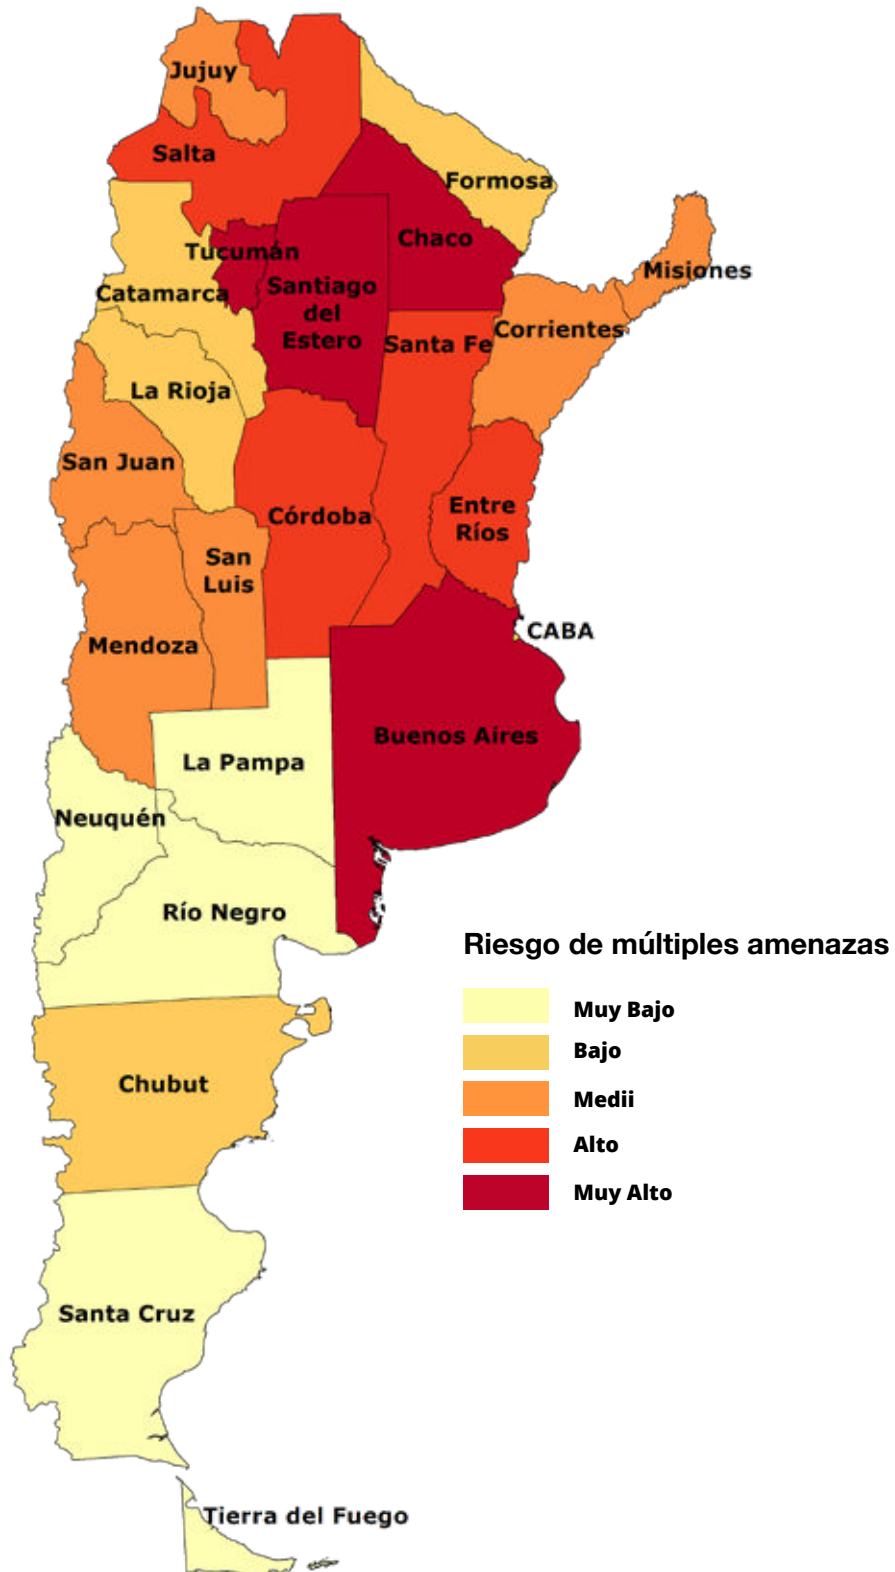 Jujuy
Salta
Formosa
Chaco
Tucumán
Misiones
Catamarca
Santiago
del
Estero
Corrientes
Santa Fe
La Rioja
San Juan
Córdoba
Entre
Ríos
San
Luis
CABA
Mendoza
Buenos Aires
La Pampa
Neuquén
Río Negro
Riesgo de múltiples amenazas
Muy Bajo
Bajo
Medii
Alto
Muy Alto
Chubut
Santa Cruz
Tierra del Fuego